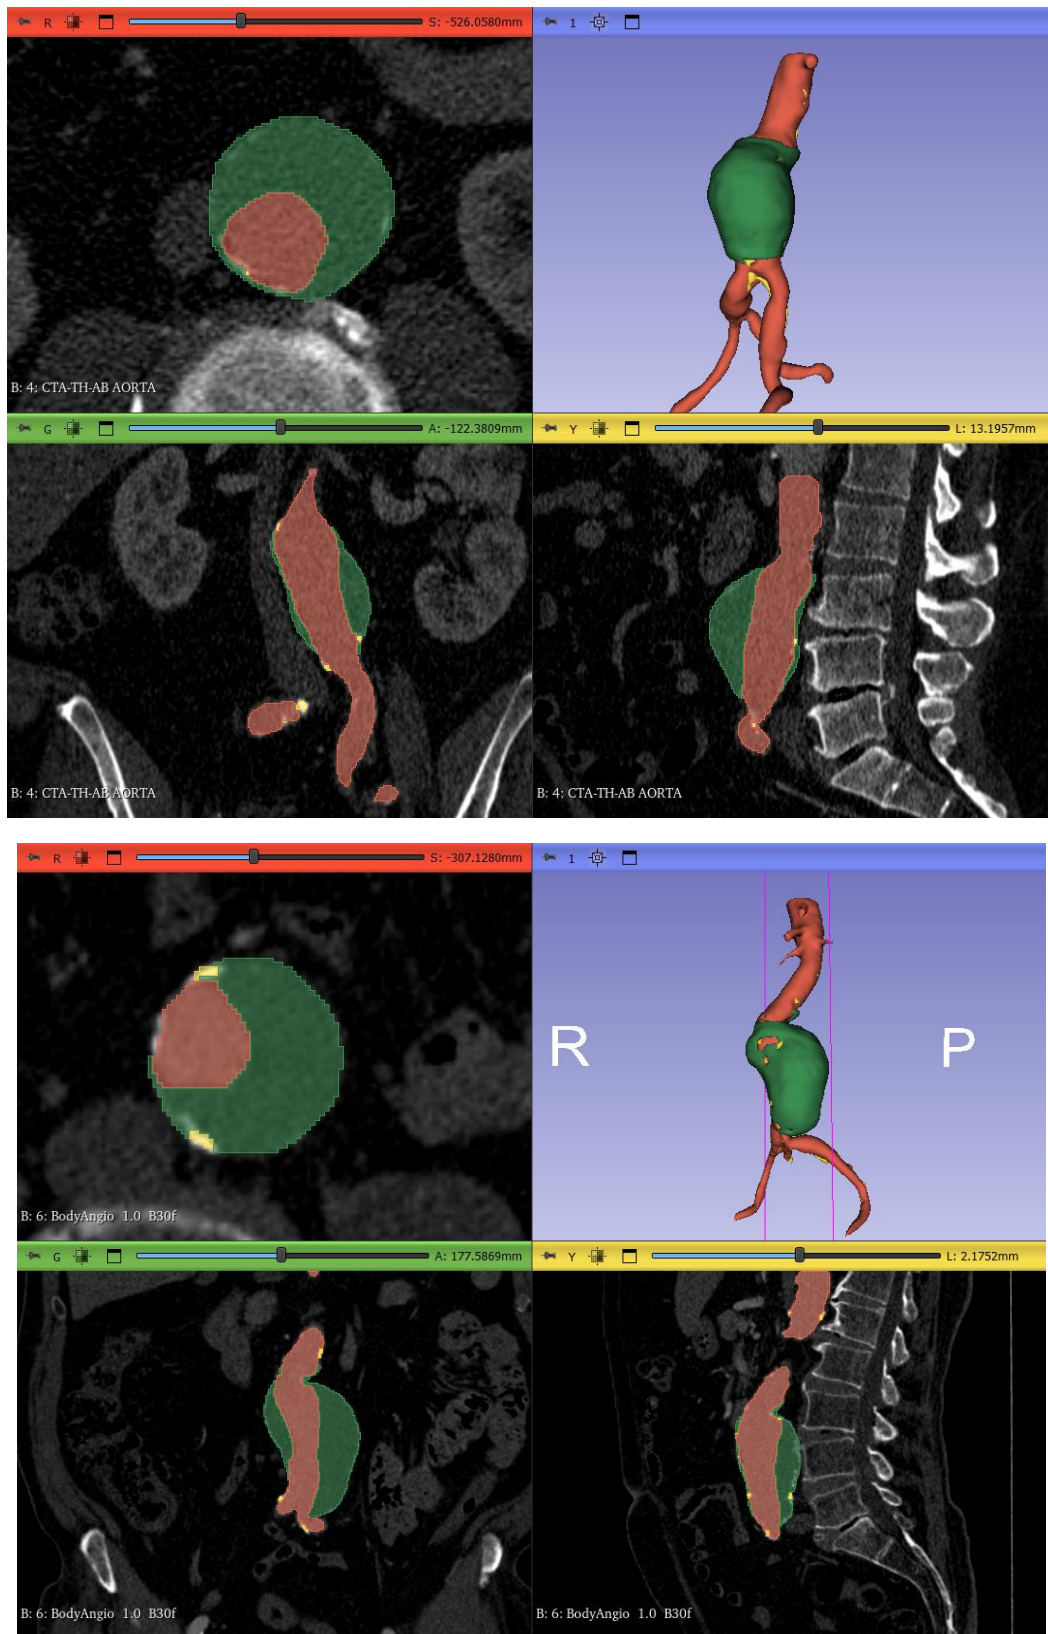 R S: -526.0580mm
1
B: 4: CTA-TH-AB AORTA
G A: -122.3809mm
Y L: 13.1957mm
B: 4: CTA-TH-AB AORTA
B: 4: CTA-TH-AB AORTA
R S: -307.1280mm
1
R P
B: 6: BodyAngio 1.0 B30f
G A: 177.5869mm
Y L: 2.1752mm
B: 6: BodyAngio 1.0 B30f
B: 6: BodyAngio 1.0 B30f